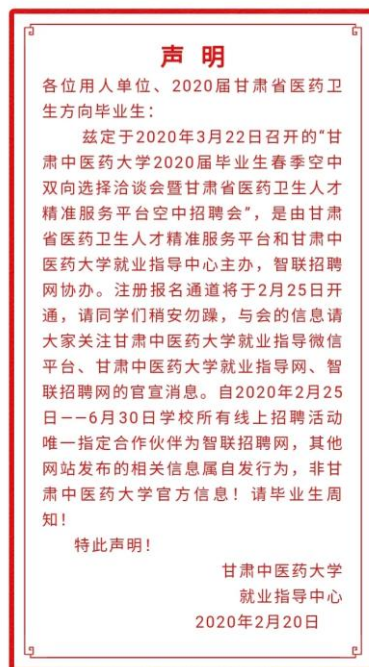 声 明
各位用人单位、2020届甘肃省医药卫
生方向毕业生：
兹定于2020年3月22日召开的“甘
肃中医药大学2020届毕业生春季空中
双向选择洽谈会暨甘肃省医药卫生人才
精准服务平台空中招聘会”，是由甘肃
省医药卫生人才精准服务平台和甘肃中
医药大学就业指导中心主办，智联招聘
网协办。注册报名通道将于2月25日开
通，请同学们稍安勿躁，与会的信息请
大家关注甘肃中医药大学就业指导微信
平台、甘肃中医药大学就业指导网、智
联招聘网的官宣消息。自2020年2月25
日——6月30日学校所有线上招聘活动
唯一指定合作伙伴为智联招聘网，其他
网站发布的相关信息属自发行为，非甘
肃中医药大学官方信息！请毕业生周
知！
特此声明！
甘肃中医药大学
就业指导中心
2020年2月20日